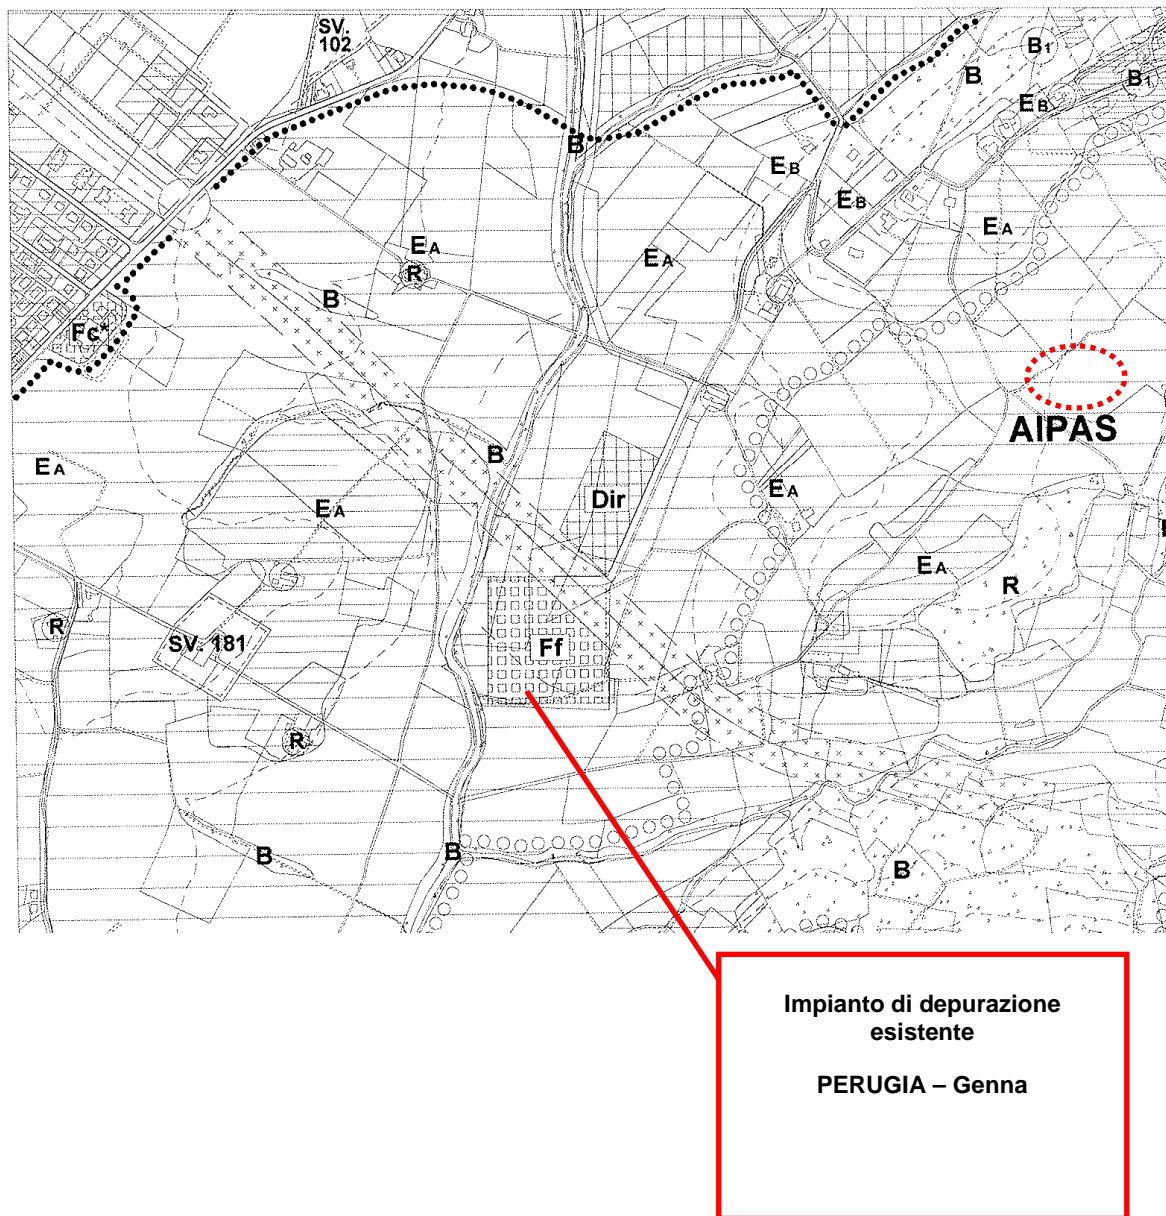 SV.
102
B
B1
B1
EB
B
EB
EB
EA
EA
EA
R
B
Fc*
AIPAS
B
EA
EA
EA
Dir
EA
R
R
SV. 181
Ff
R
B
B
B
Impianto di depurazione
esistente
PERUGIA – Genna